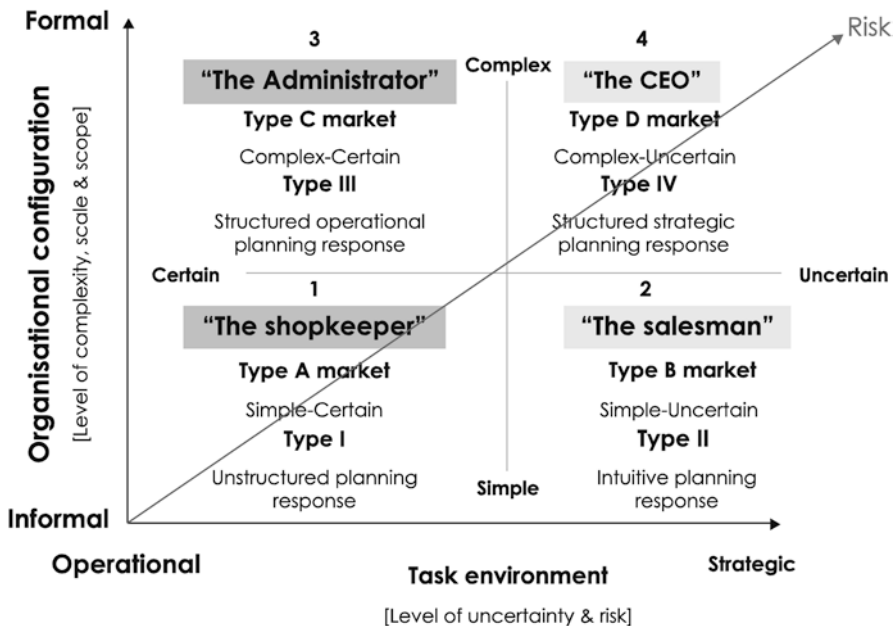 Formal
Risk
3
4
"The Administrator"
Complex
"The CEO"
Type C market
Type D market
Complex-Certain
Complex-Uncertain
Type III
Type IV
Structured operational
planning response
Structured strategic
planning response
Organisational configuration
[Level of complexity, scale & scope]
Certain
Uncertain
1
2
“The shopkeeper”
“The salesman”
Type A market
Type B market
Simple-Certain
Simple-Uncertain
Type I
Type II
Unstructured planning
response
Simple
Intuitive planning
response
Informal
Operational
Strategic
Task environment
[Level of uncertainty & risk]